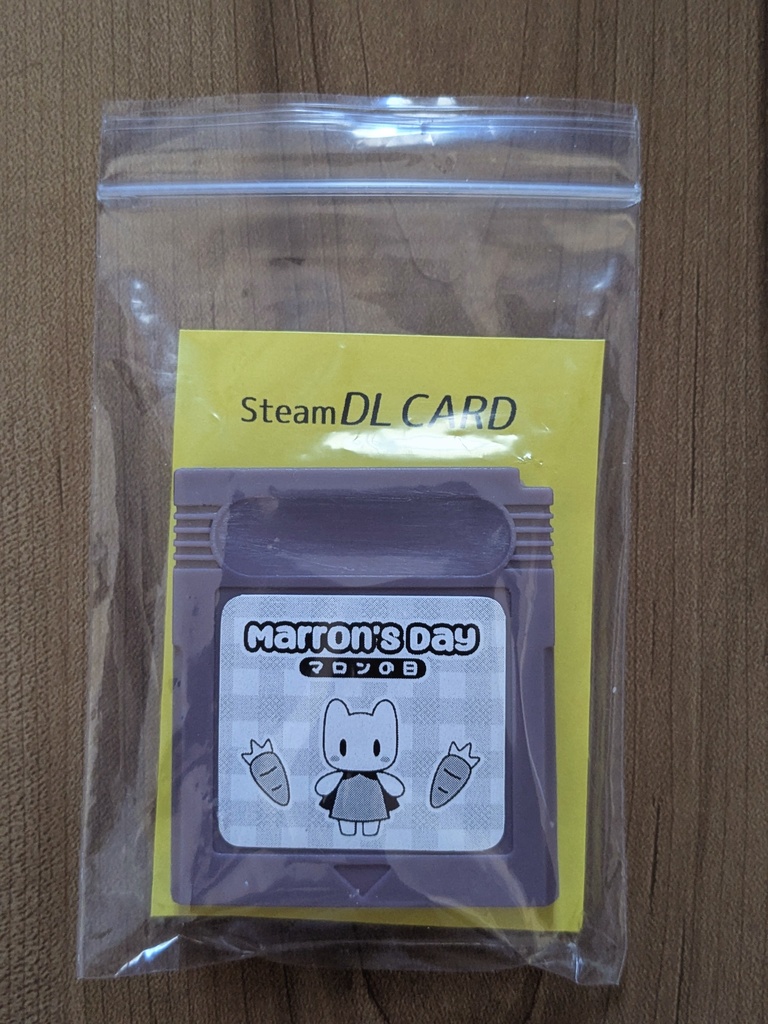 Steam DL CARD
Marron's Day
マロンの日